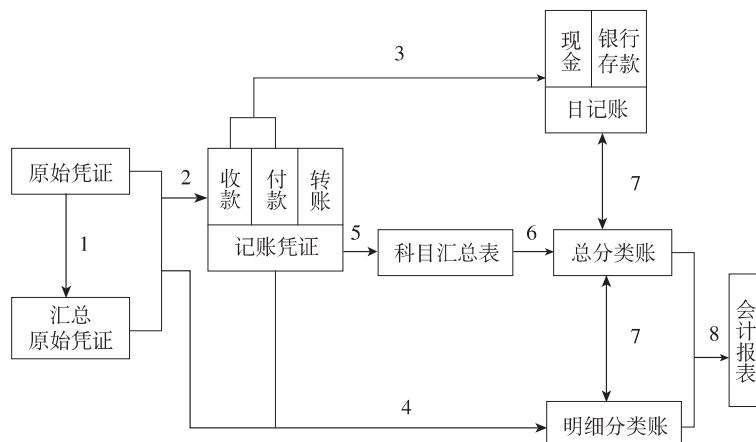 现金
银行
存款
日记账
3
7
原始凭证
1
汇总
原始凭证
2
收款
付款
转账
记账凭证
5
科目汇总表
6
总分类账
7
8
会计报表
4
明细分类账